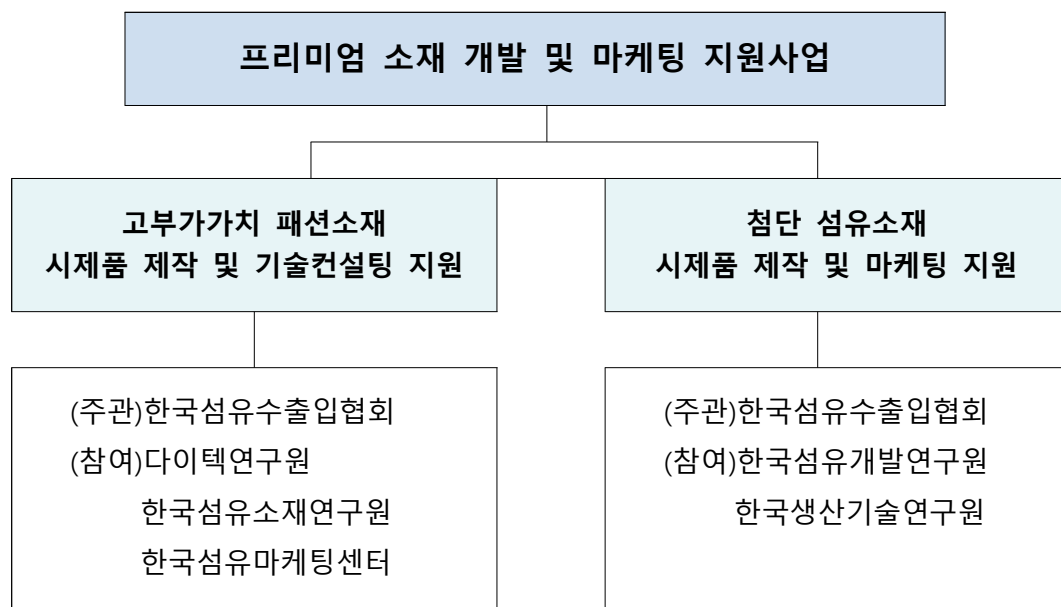 프리미엄 소재 개발 및 마케팅 지원사업
고부가가치 패션소재
시제품 제작 및 기술컨설팅 지원
(주관)한국섬유수출입협회
(참여)다이텍연구원
한국섬유소재연구원
한국섬유마케팅센터
첨단 섬유소재
시제품 제작 및 마케팅 지원
(주관)한국섬유수출입협회
(참여)한국섬유개발연구원
한국생산기술연구원